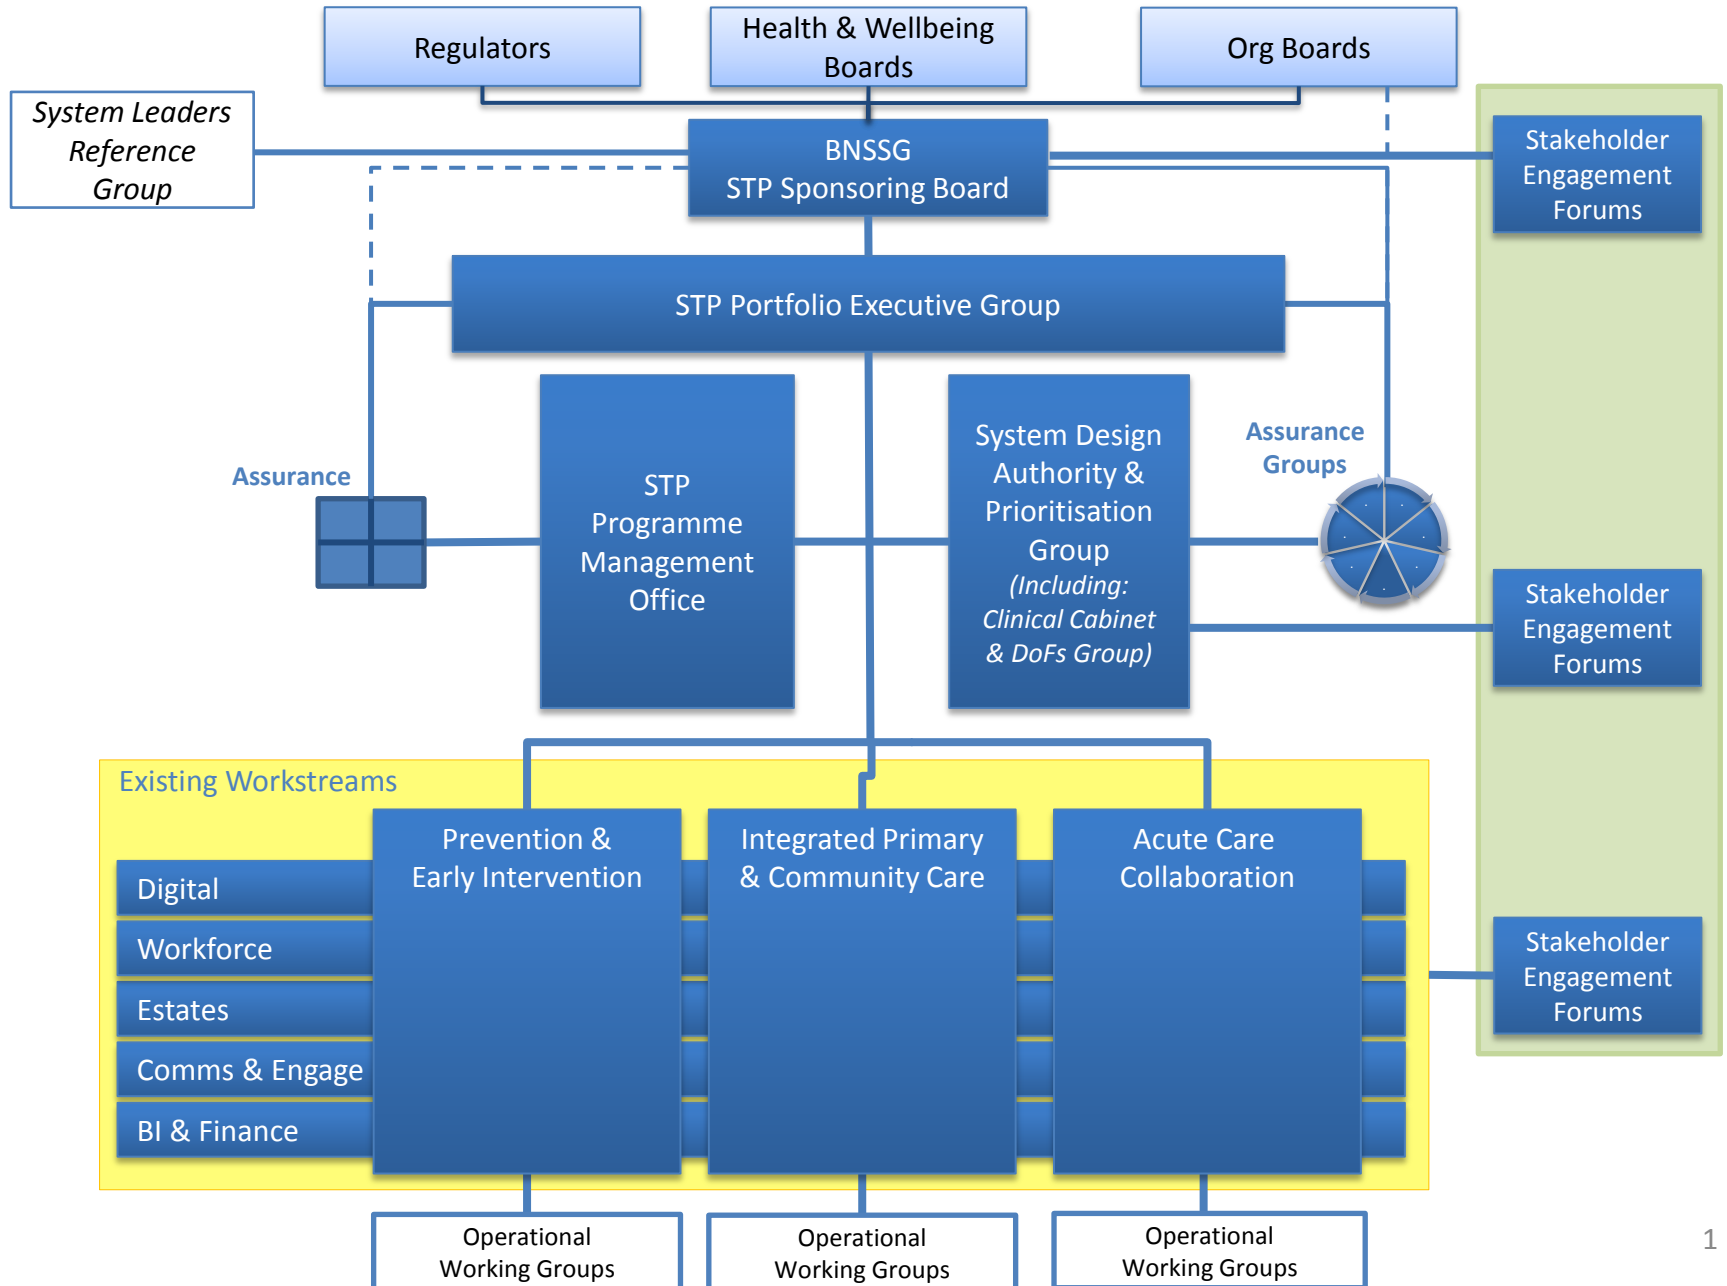 Regulators
Health & Wellbeing
Boards
Org Boards
System Leaders
Reference
Group
BNSSG
STP Sponsoring Board
Stakeholder
Engagement
Forums
STP Portfolio Executive Group
Assurance
STP
Programme
Management
Office
System Design
Authority &
Prioritisation
Group
(Including:
Clinical Cabinet
& DoFs Group)
Assurance
Groups
Stakeholder
Engagement
Forums
Existing Workstreams
Prevention &
Early Intervention
Integrated Primary
& Community Care
Acute Care
Collaboration
Digital
Workforce
Estates
Comms & Engage
BI & Finance
Stakeholder
Engagement
Forums
Operational
Working Groups
Operational
Working Groups
Operational
Working Groups
1